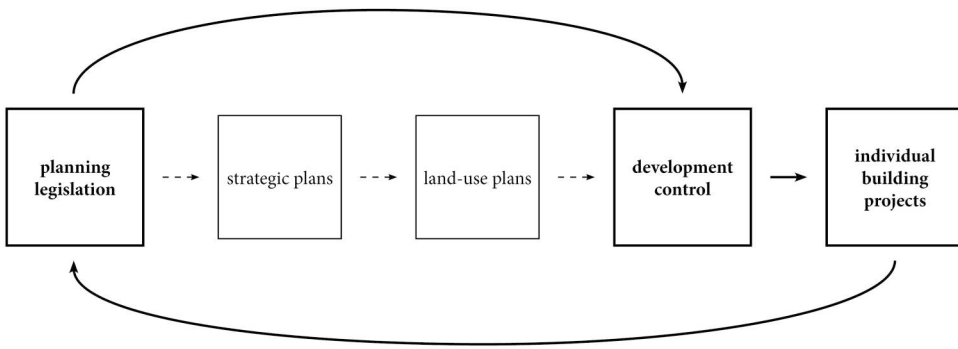 planning
legislation
strategic plans
land-use plans
development
control
individual
building
projects